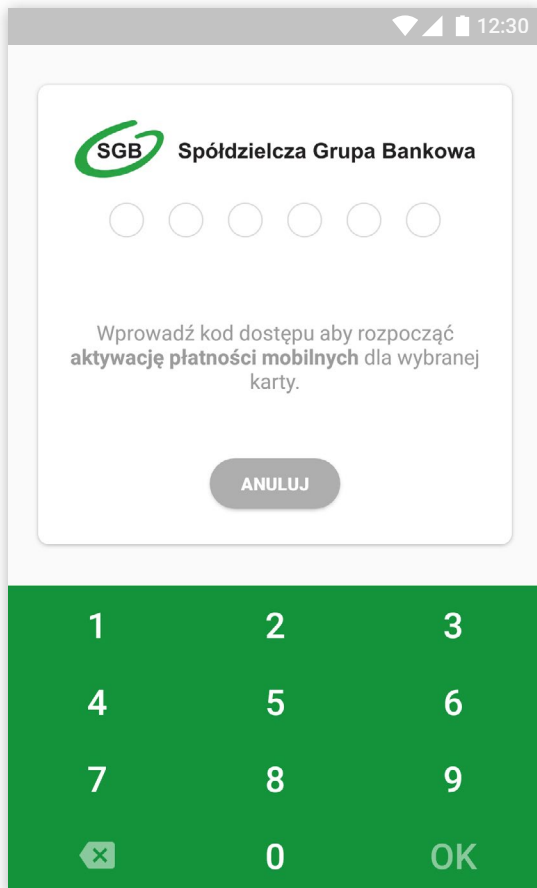 12:30
SGB Spółdzielcza Grupa Bankowa
Wprowadź kod dostępu aby rozpocząć
aktywację płatności mobilnych dla wybranej
karty.
ANULUJ
1 2 3
4 5 6
7 8 9
0 OK